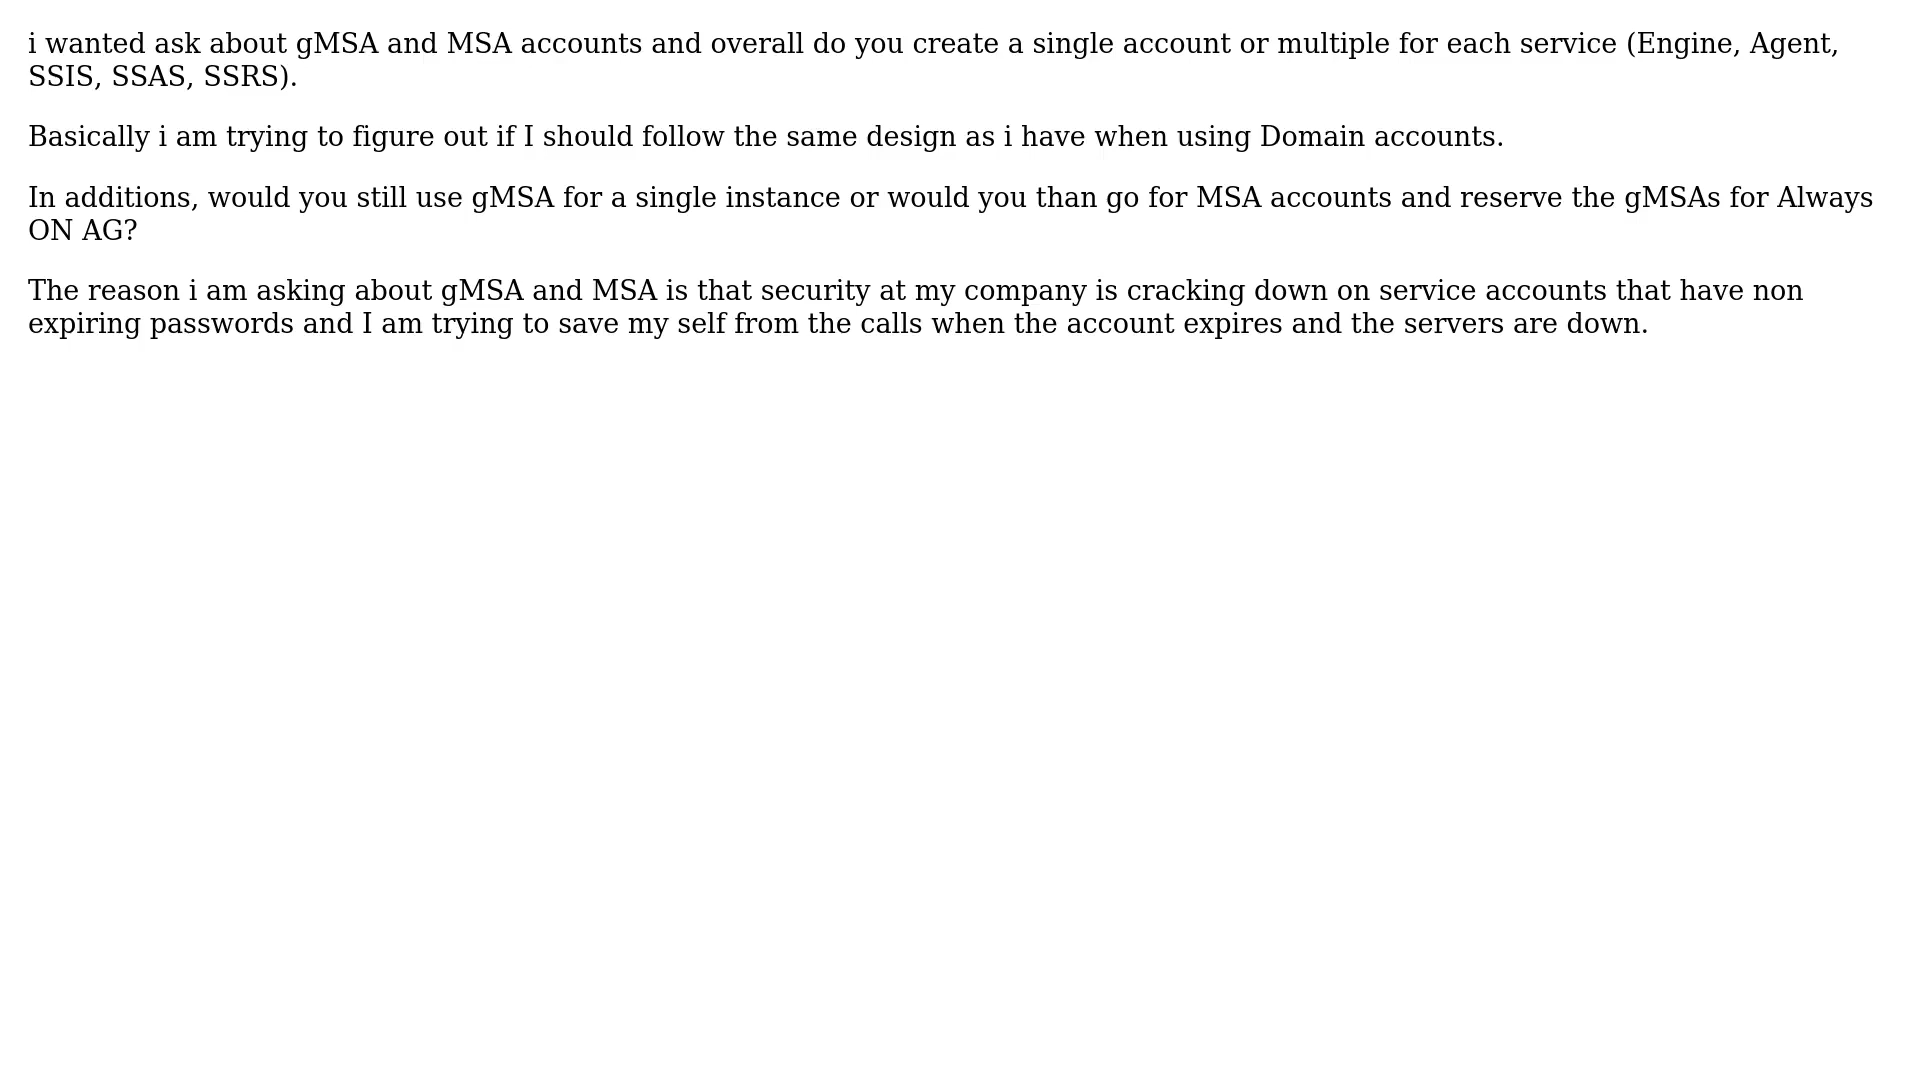 i wanted ask about gMSA and MSA accounts and overall do you create a single account or multiple for each service (Engine, Agent,
SSIS, SSAS, SSRS).
Basically i am trying to figure out if I should follow the same design as i have when using Domain accounts.
In additions, would you still use gMSA for a single instance or would you than go for MSA accounts and reserve the gMSAs for Always
ON AG?
The reason i am asking about gMSA and MSA is that security at my company is cracking down on service accounts that have non
expiring passwords and I am trying to save my self from the calls when the account expires and the servers are down.